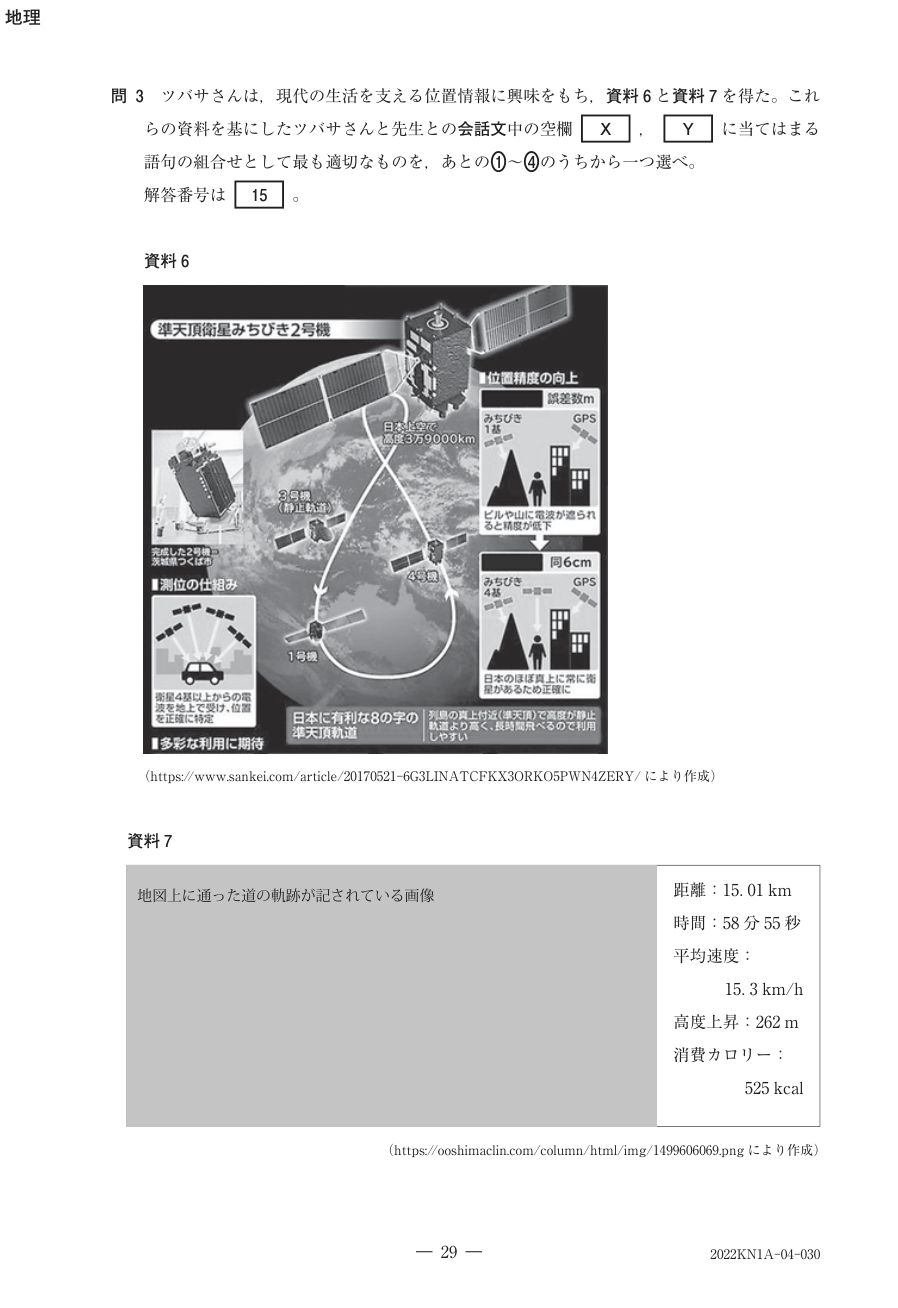 地理
問 3 ツバサさんは，現代の生活を支える位置情報に興味をもち，資料 6 と資料 7 を得た。これ
らの資料を基にしたツバサさんと先生との会話文中の空欄 X ， Y に当てはまる
語句の組合せとして最も適切なものを，あとの①～④のうちから一つ選べ。
解答番号は 15 。
資料 6
準天頂衛星みちびき2号機
日本上空で
高度3万9000km
3号機
(静止軌道)
4号機
1号機
完成した2号機＝
茨城県つくば市
測位の仕組み
衛星4基以上からの電
波を地上で受け、位置
を正確に特定
多彩な利用に期待
位置精度の向上
誤差数m
みちびき
1基
GPS
ビルや山に電波が遮られ
ると精度が低下
同6cm
みちびき
4基
GPS
日本のほぼ真上に常に衛
星があるため正確に
日本に有利な8の字の
準天頂軌道
列島の真上付近(準天頂)で高度が静止
軌道より高く、長時間飛べるので利用
しやすい
（https://www.sankei.com/article/20170521-6G3LINATCFKX3ORKO5PWN4ZERY/ により作成）
資料 7
地図上に通った道の軌跡が記されている画像
距離：15. 01 km
時間：58 分 55 秒
平均速度：
15. 3 km/h
高度上昇：262 m
消費カロリー：
525 kcal
（https://ooshimaclin.com/column/html/img/1499606069.png により作成）
― 29 ―
2022KN1A-04-030